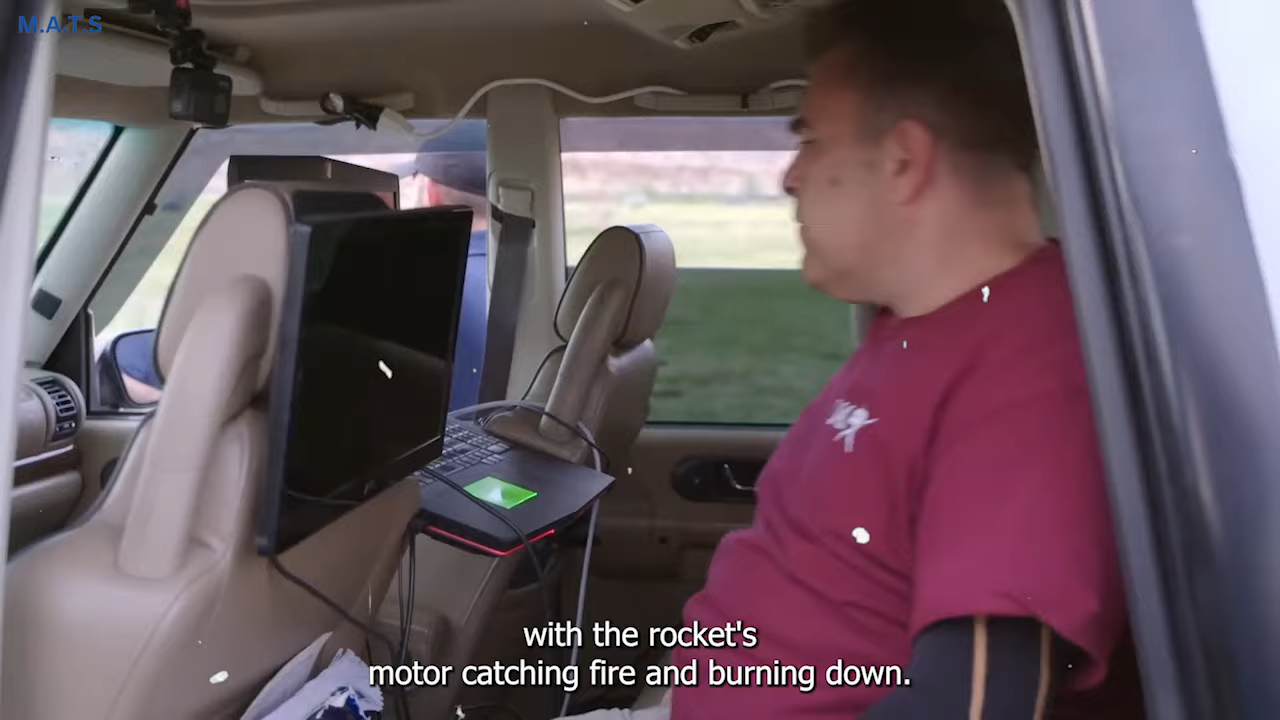 M.A.T.S
with the rocket's
motor catching fire and burning down.